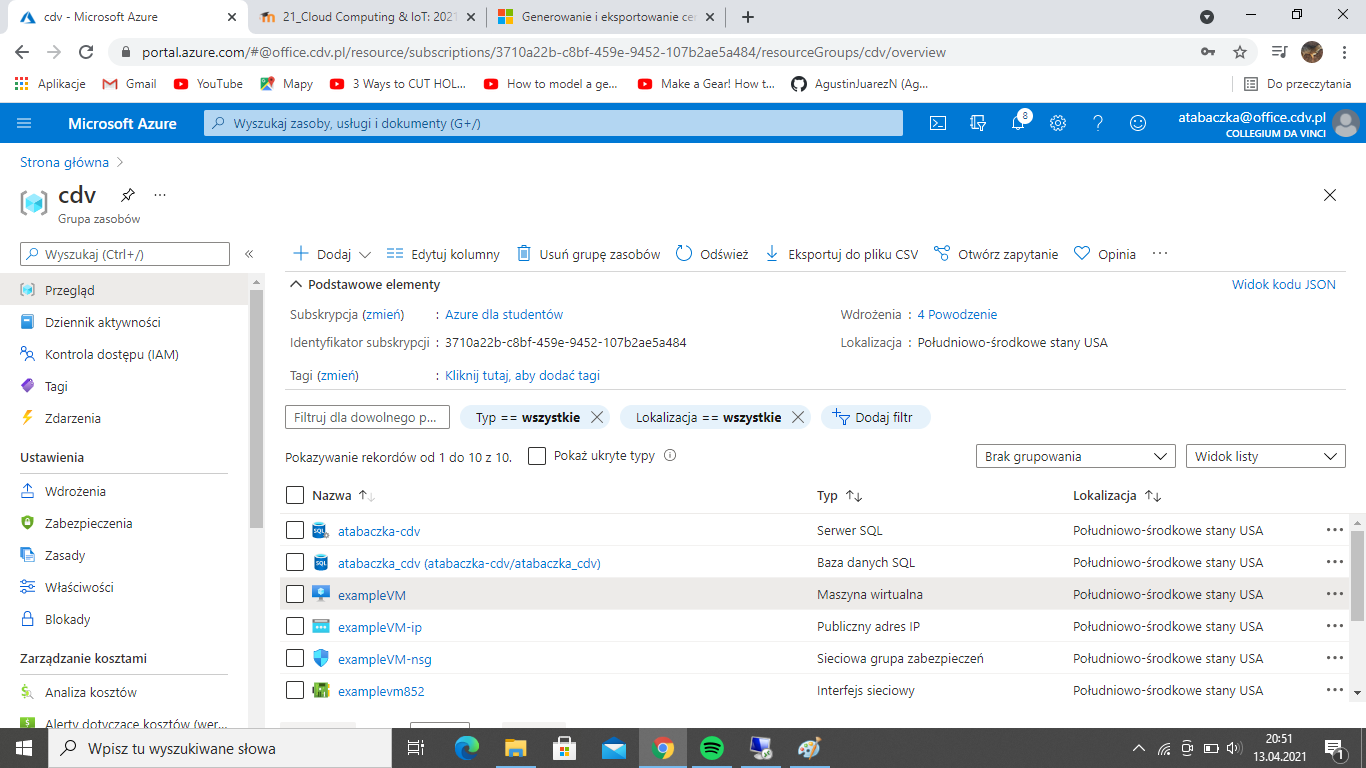 cdv - Microsoft Azure
21_Cloud Computing & IoT: 2021
Generowanie i eksportowanie cer
portal.azure.com/#@office.cdv.pl/resource/subscriptions/3710a22b-c8bf-459e-9452-107b2ae5a484/resourceGroups/cdv/overview
Aplikacje Gmail YouTube Mapy 3 Ways to CUT HOL... How to model a ge... Make a Gear! How t... AgustinJuarezN (Ag... Do przeczytania
Microsoft Azure Wyszukaj zasoby, usługi i dokumenty (G+/) 8 atabaczka@office.cdv.pl
COLLEGIUM DA VINCI
Strona główna >
cdv ...
Grupa zasobów
Wyszukaj (Ctrl+/) «
Przegląd
Dziennik aktywności
Kontrola dostępu (IAM)
Tagi
Zdarzenia
Ustawienia
Wdrożenia
Zabezpieczenia
Zasady
Właściwości
Blokady
Zarządzanie kosztami
Analiza kosztów
Alerty dotyczące kosztów (wer...
Dodaj Edytuj kolumny Usuń grupę zasobów Odśwież Eksportuj do pliku CSV Otwórz zapytanie Opinia ...
Podstawowe elementy Widok kodu JSON
Subskrypcja (zmień) : Azure dla studentów Wdrożenia : 4 Powodzenie
Identyfikator subskrypcji : 3710a22b-c8bf-459e-9452-107b2ae5a484 Lokalizacja : Południowo-środkowe stany USA
Tagi (zmień) : Kliknij tutaj, aby dodać tagi
Filtruj dla dowolnego p... Typ == wszystkie Lokalizacja == wszystkie Dodaj filtr
Pokazywanie rekordów od 1 do 10 z 10. Pokaż ukryte typy Brak grupowania Widok listy
Nazwa Typ Lokalizacja
atabaczka-cdv Serwer SQL Południowo-środkowe stany USA ...
atabaczka_cdv (atabaczka-cdv/atabaczka_cdv) Baza danych SQL Południowo-środkowe stany USA ...
exampleVM Maszyna wirtualna Południowo-środkowe stany USA ...
exampleVM-ip Publiczny adres IP Południowo-środkowe stany USA ...
exampleVM-nsg Sieciowa grupa zabezpieczeń Południowo-środkowe stany USA ...
examplevm852 Interfejs sieciowy Południowo-środkowe stany USA ...
Wpisz tu wyszukiwane słowa
20:51
13.04.2021
1